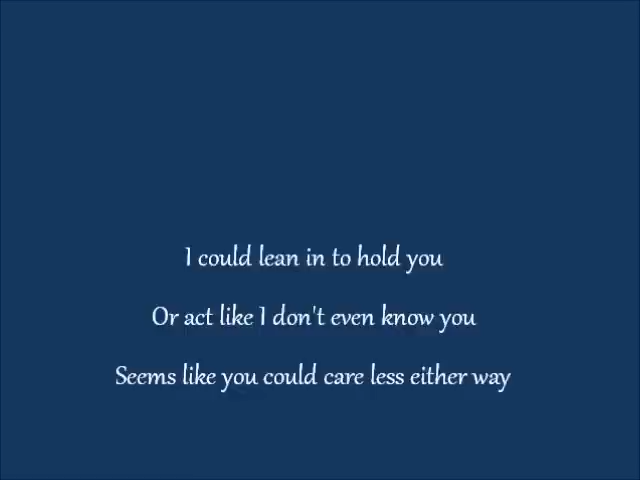 I could lean in to hold you
Or act like I don't even know you
Seems like you could care less either way